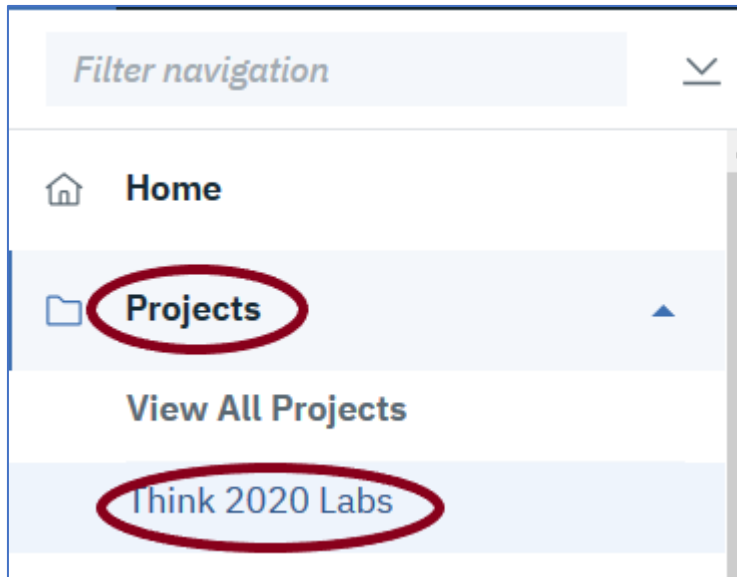 Filter navigation
Home
Projects
View All Projects
Think 2020 Labs